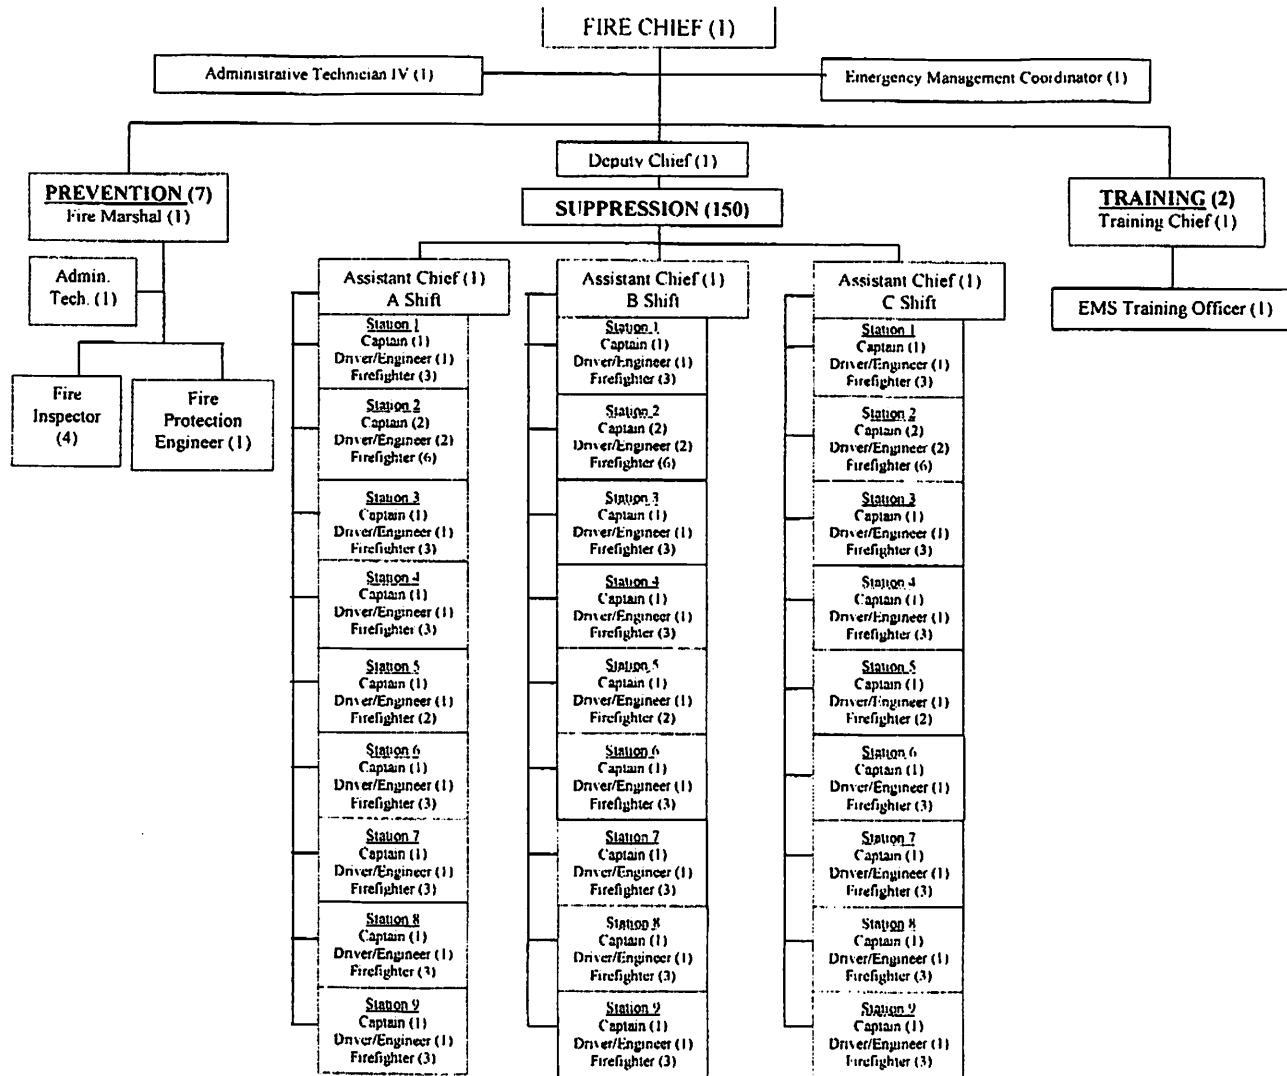 FIRE CHIEF (1)
Administrative Technician IV (1)
Emergency Management Coordinator (1)
Deputy Chief (1)
PREVENTION (7)
Fire Marshal (1)
Admin.
Tech. (1)
Fire
Inspector
(4)
Fire
Protection
Engineer (1)
SUPPRESSION (150)
TRAINING (2)
Training Chief (1)
EMS Training Officer (1)
Assistant Chief (1)
A Shift
Station 1
Captain (1)
Driver/Engineer (1)
Firefighter (3)
Station 2
Captain (2)
Driver/Engineer (2)
Firefighter (6)
Station 3
Captain (1)
Driver/Engineer (1)
Firefighter (3)
Station 4
Captain (1)
Driver/Engineer (1)
Firefighter (3)
Station 5
Captain (1)
Driver/Engineer (1)
Firefighter (2)
Station 6
Captain (1)
Driver/Engineer (1)
Firefighter (3)
Station 7
Captain (1)
Driver/Engineer (1)
Firefighter (3)
Station 8
Captain (1)
Driver/Engineer (1)
Firefighter (3)
Station 9
Captain (1)
Driver/Engineer (1)
Firefighter (3)
Assistant Chief (1)
B Shift
Station 1
Captain (1)
Driver/Engineer (1)
Firefighter (3)
Station 2
Captain (2)
Driver/Engineer (2)
Firefighter (6)
Station 3
Captain (1)
Driver/Engineer (1)
Firefighter (3)
Station 4
Captain (1)
Driver/Engineer (1)
Firefighter (3)
Station 5
Captain (1)
Driver/Engineer (1)
Firefighter (2)
Station 6
Captain (1)
Driver/Engineer (1)
Firefighter (3)
Station 7
Captain (1)
Driver/Engineer (1)
Firefighter (3)
Station 8
Captain (1)
Driver/Engineer (1)
Firefighter (3)
Station 9
Captain (1)
Driver/Engineer (1)
Firefighter (3)
Assistant Chief (1)
C Shift
Station 1
Captain (1)
Driver/Engineer (1)
Firefighter (3)
Station 2
Captain (2)
Driver/Engineer (2)
Firefighter (6)
Station 3
Captain (1)
Driver/Engineer (1)
Firefighter (3)
Station 4
Captain (1)
Driver/Engineer (1)
Firefighter (3)
Station 5
Captain (1)
Driver/Engineer (1)
Firefighter (2)
Station 6
Captain (1)
Driver/Engineer (1)
Firefighter (3)
Station 7
Captain (1)
Driver/Engineer (1)
Firefighter (3)
Station 8
Captain (1)
Driver/Engineer (1)
Firefighter (3)
Station 9
Captain (1)
Driver/Engineer (1)
Firefighter (3)